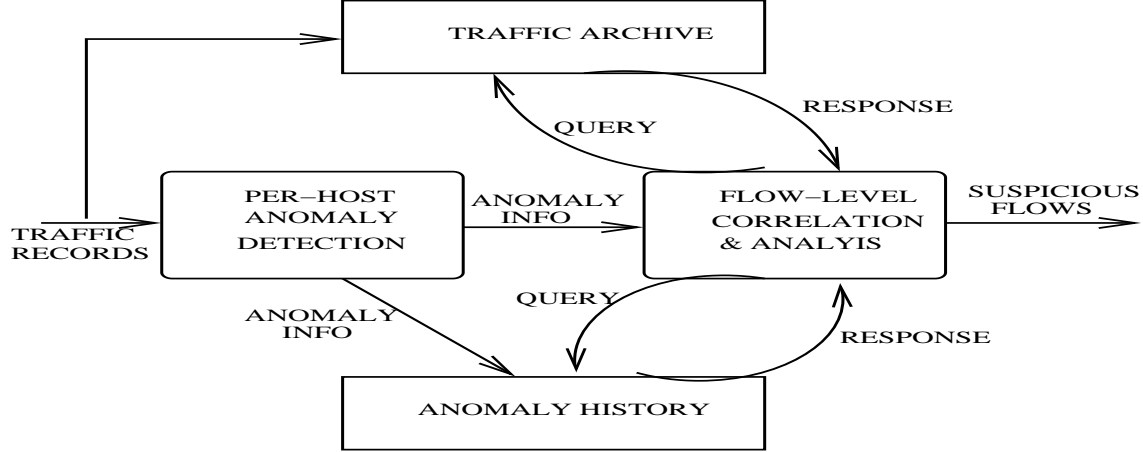 TRAFFIC ARCHIVE
RESPONSE
QUERY
PER–HOST
ANOMALY
DETECTION
ANOMALY
INFO
FLOW–LEVEL
CORRELATION
& ANALYIS
SUSPICIOUS
FLOWS
TRAFFIC
RECORDS
QUERY
ANOMALY
INFO
RESPONSE
ANOMALY HISTORY